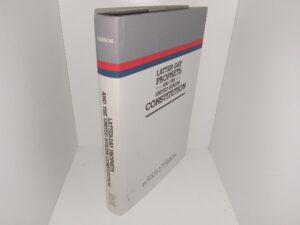 CANNON
LATTER-DAY PROPHETS
AND THE UNITED STATES CONSTITUTION
LATTER-DAY
PROPHETS
AND THE
UNITED STATES
CONSTITUTION